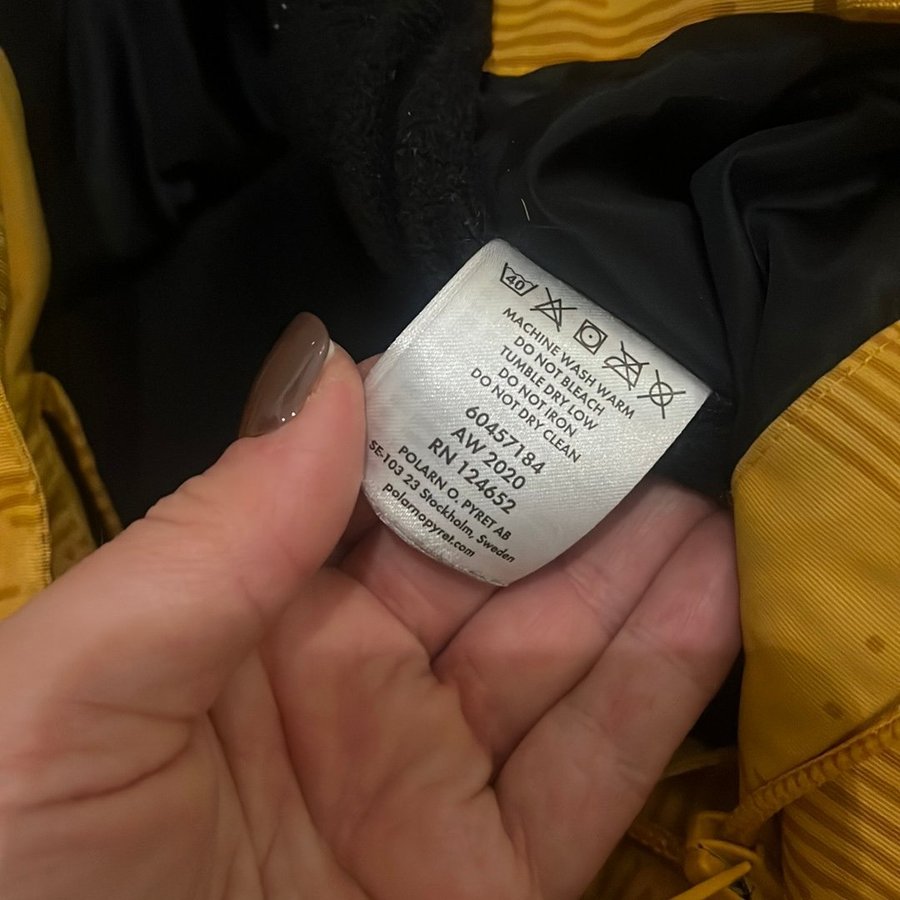 40
MACHINE WASH WARM
DO NOT BLEACH
TUMBLE DRY LOW
DO NOT IRON
DO NOT DRY CLEAN
60457184
AW 2020
RN 124652
POLARN O. PYRET AB
SE-103 23 Stockholm, Sweden
polarnopyret.com